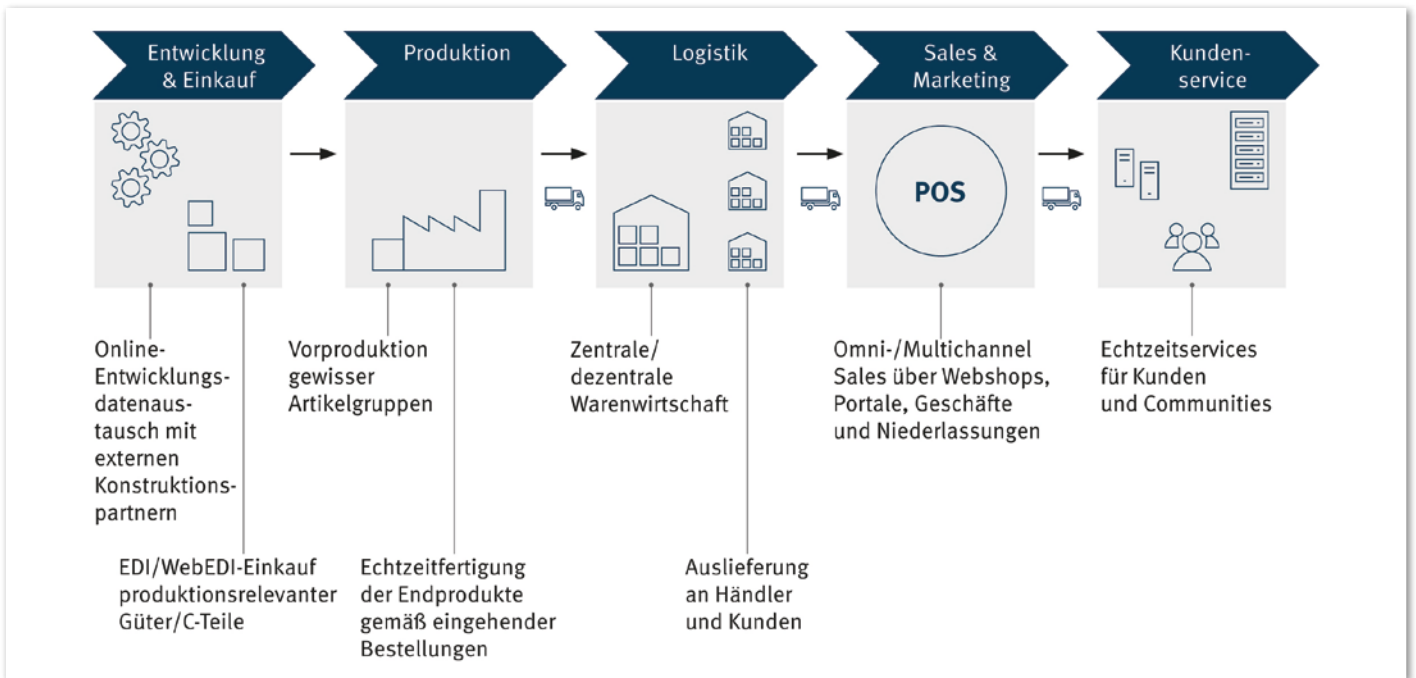 Entwicklung
& Einkauf
Produktion
Logistik
Sales &
Marketing
Kunden-
service
POS
Online-
Entwicklungs-
datenaus-
tausch mit
externen
Konstruktions-
partnern
EDI/WebEDI-Einkauf
produktionsrelevanter
Güter/C-Teile
Vorproduktion
gewisser
Artikelgruppen
Echtzeitfertigung
der Endprodukte
gemäß eingehender
Bestellungen
Zentrale/
dezentrale
Warenwirtschaft
Auslieferung
an Händler
und Kunden
Omni-/Multichannel
Sales über Webshops,
Portale, Geschäfte
und Niederlassungen
Echtzeitservices
für Kunden
und Communities